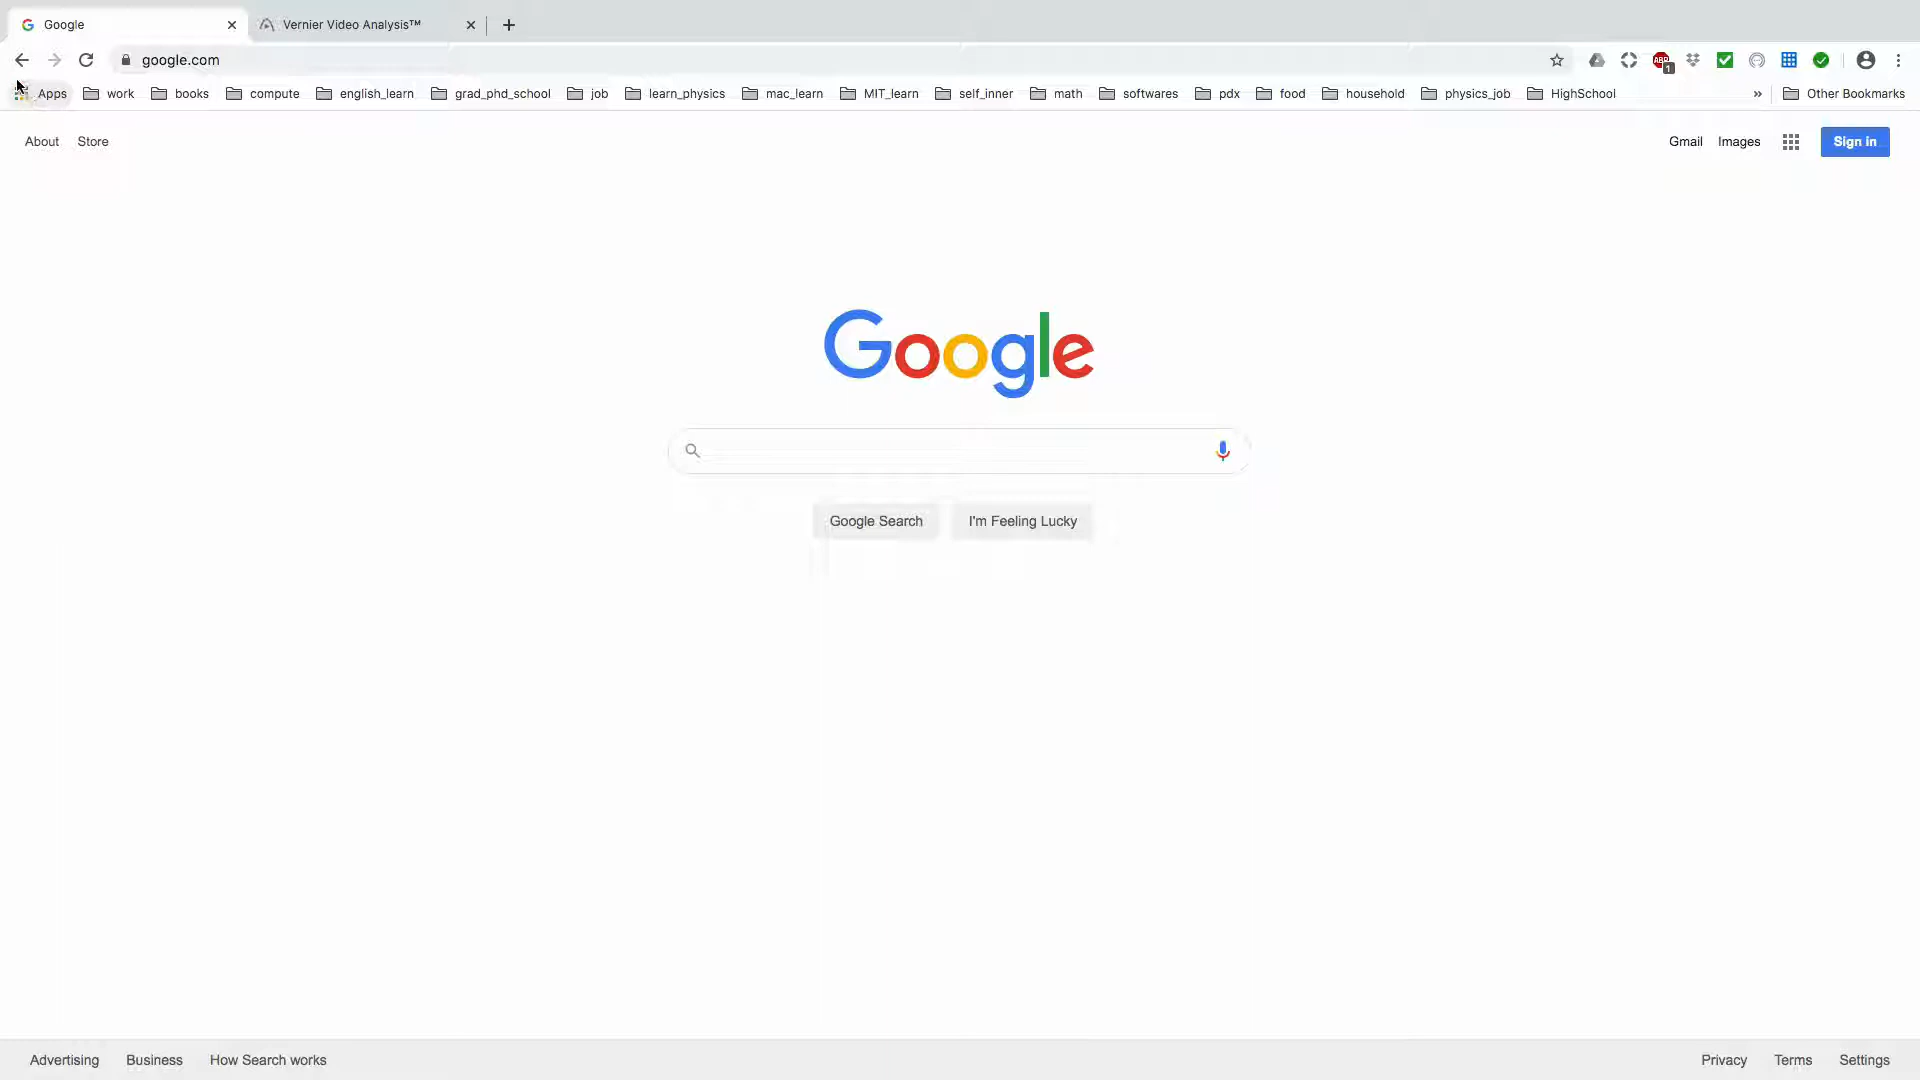 Google
Vernier Video Analysis™
google.com
ABP
1
Apps
work
books
compute
english_learn
grad_phd_school
job
learn_physics
mac_learn
MIT_learn
self_inner
math
softwares
pdx
food
household
physics_job
HighSchool
»
Other Bookmarks
About
Store
Gmail
Images
Sign in
Google
Google Search
I'm Feeling Lucky
Advertising
Business
How Search works
Privacy
Terms
Settings